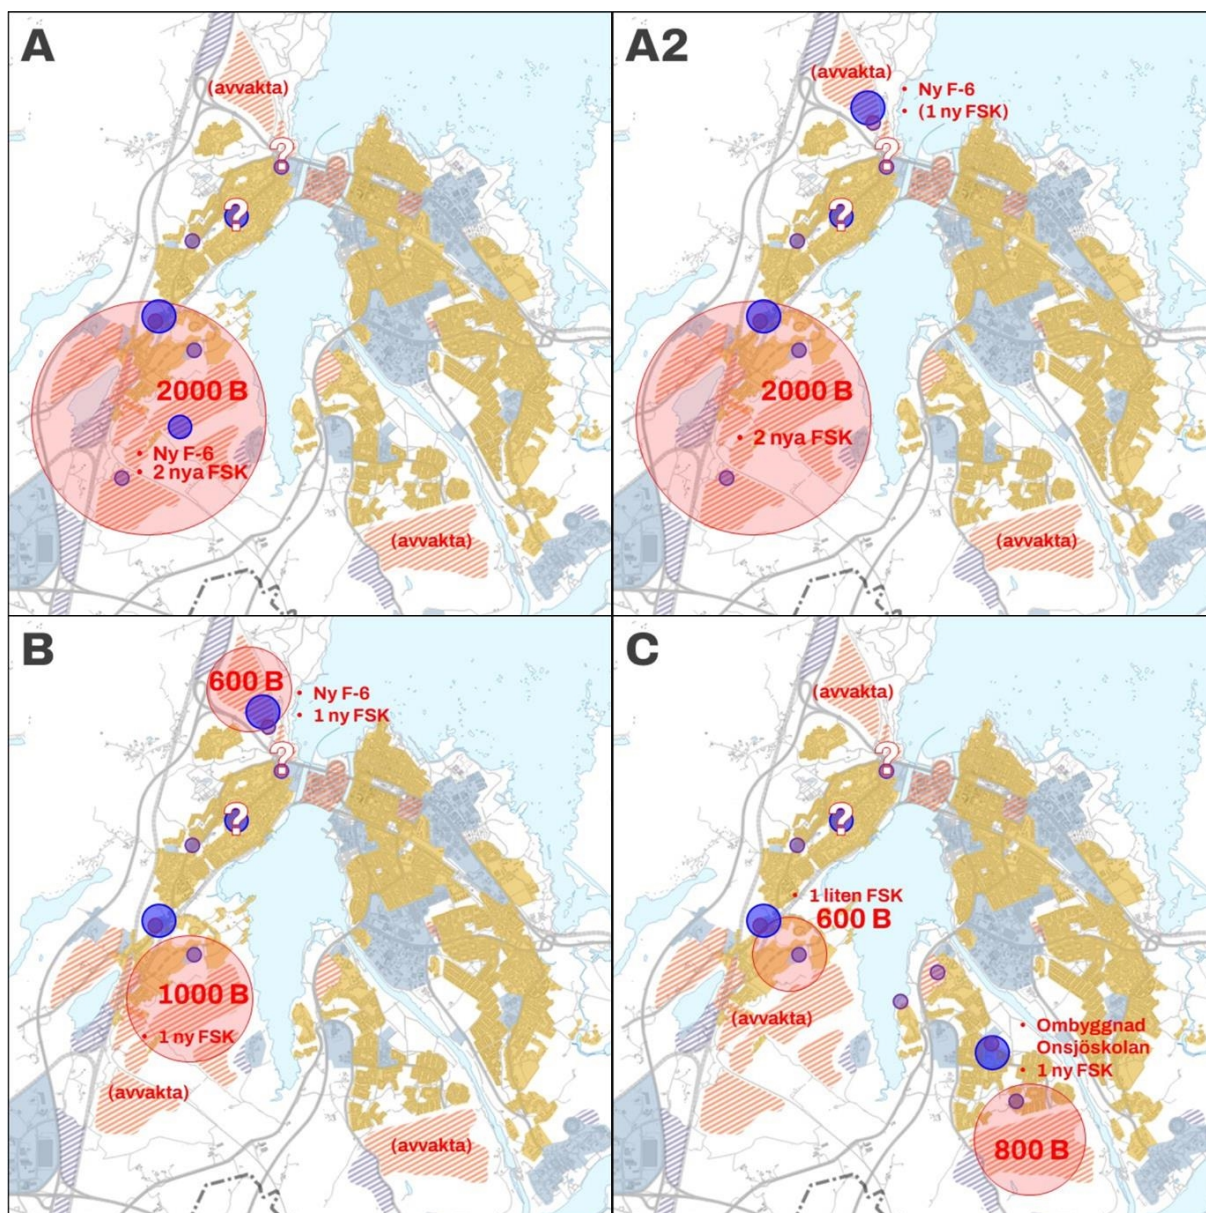 A
(avvakta)
?
?
2000 B
• Ny F-6
• 2 nya FSK
(avvakta)
A2
(avvakta)
• Ny F-6
• (1 ny FSK)
?
?
2000 B
• 2 nya FSK
(avvakta)
B
600 B
• Ny F-6
• 1 ny FSK
?
?
1000 B
• 1 ny FSK
(avvakta)
(avvakta)
C
(avvakta)
?
?
• 1 liten FSK
600 B
(avvakta)
• Ombyggnad
Onsjöskolan
• 1 ny FSK
800 B